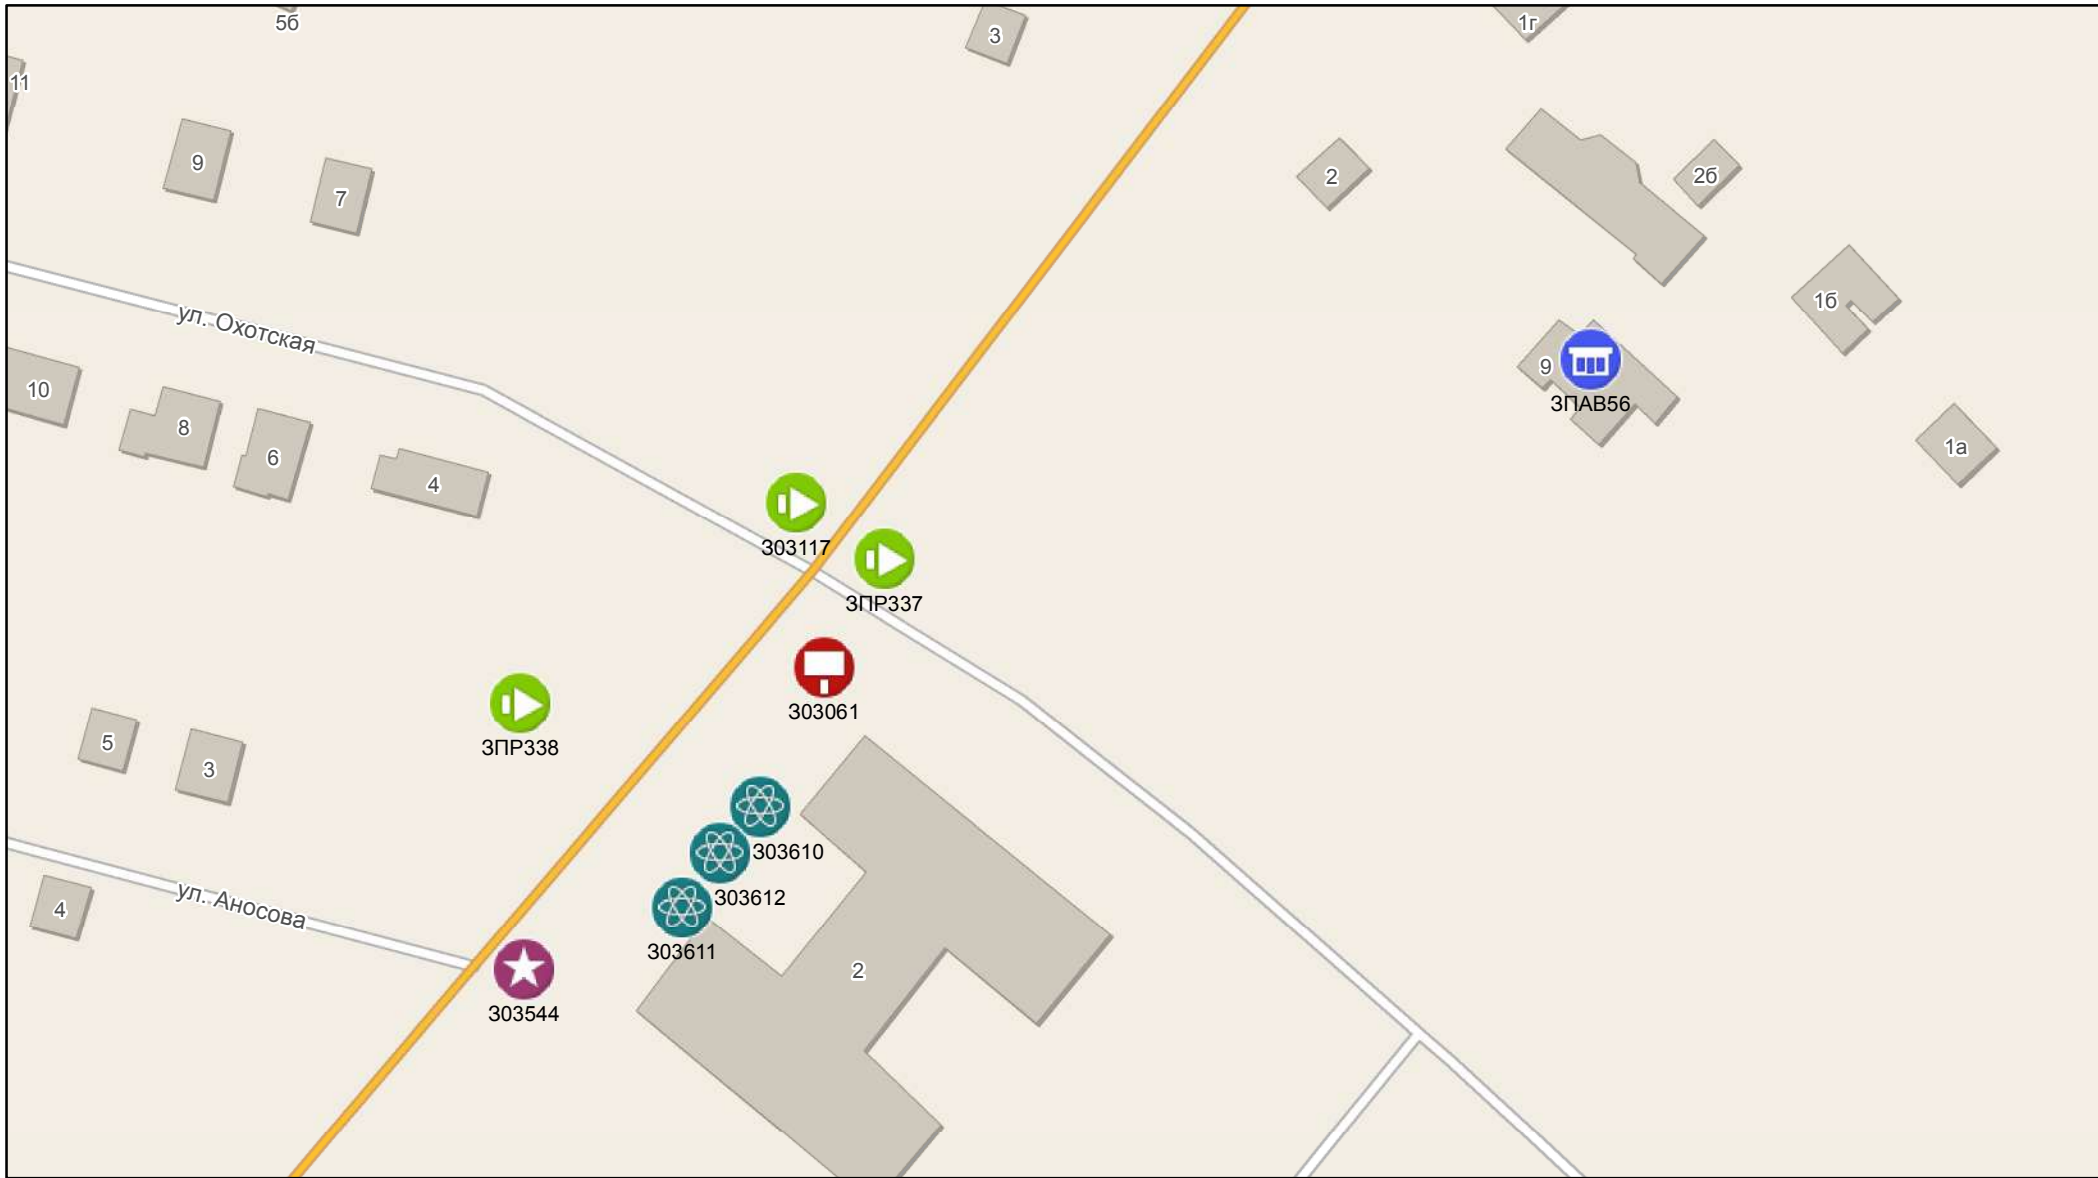 5б
3
1г
11
9
7
2
2б
ул. Охотская
1б
10
8
6
4
9
ЗПАВ56
1а
303117
ЗПР337
303061
ЗПР338
5
3
303610
303612
303611
4
ул. Аносова
2
303544